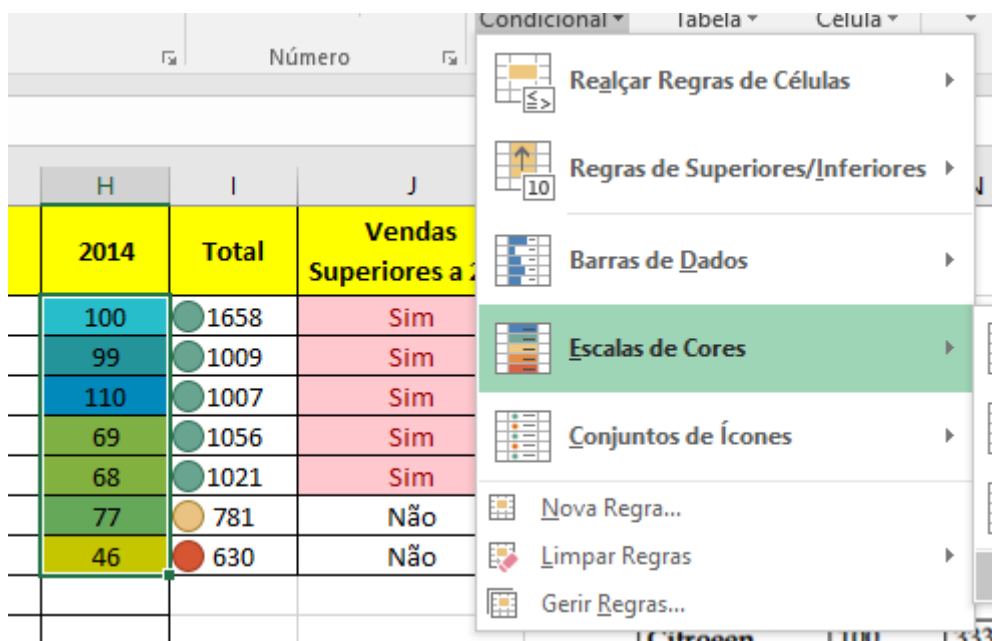 Condicional Tabela Célula
Número
Realçar Regras de Células
Regras de Superiores/Inferiores
10
Barras de Dados
Escalas de Cores
Conjuntos de Ícones
Nova Regra...
Limpar Regras
Gerir Regras...
H I J
2014 Total Vendas
Superiores a
100 1658 Sim
99 1009 Sim
110 1007 Sim
69 1056 Sim
68 1021 Sim
77 781 Não
46 630 Não